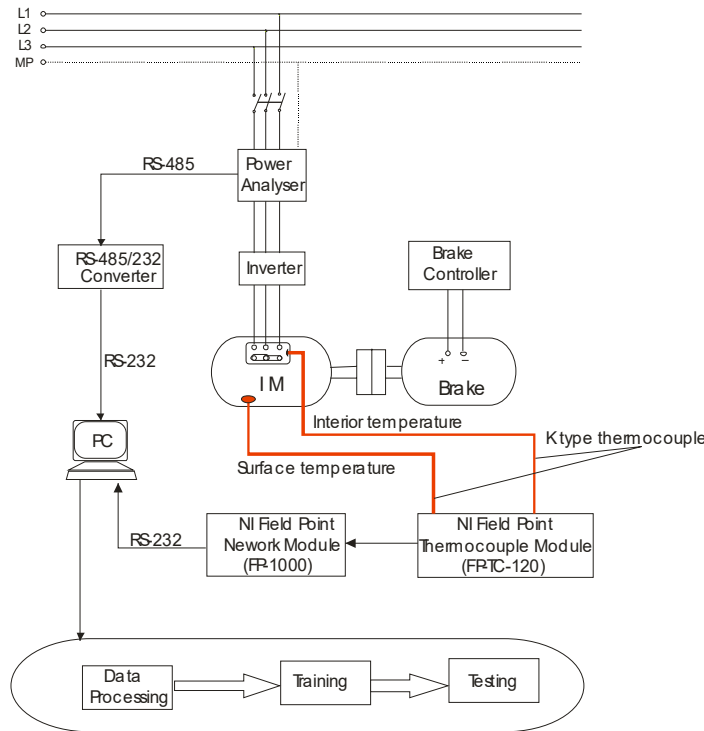 L1
L2
L3
MP
RS-485
Power
Analyser
RS-485/232
Converter
Inverter
Brake
Controller
RS-232
IM
+ −
Brake
Interior temperature
PC
K type thermocouple
Surface temperature
RS-232
NI Field Point
Nework Module
(FP-1000)
NI Field Point
Thermocouple Module
(FP-TC-120)
Data
Processing
Training
Testing